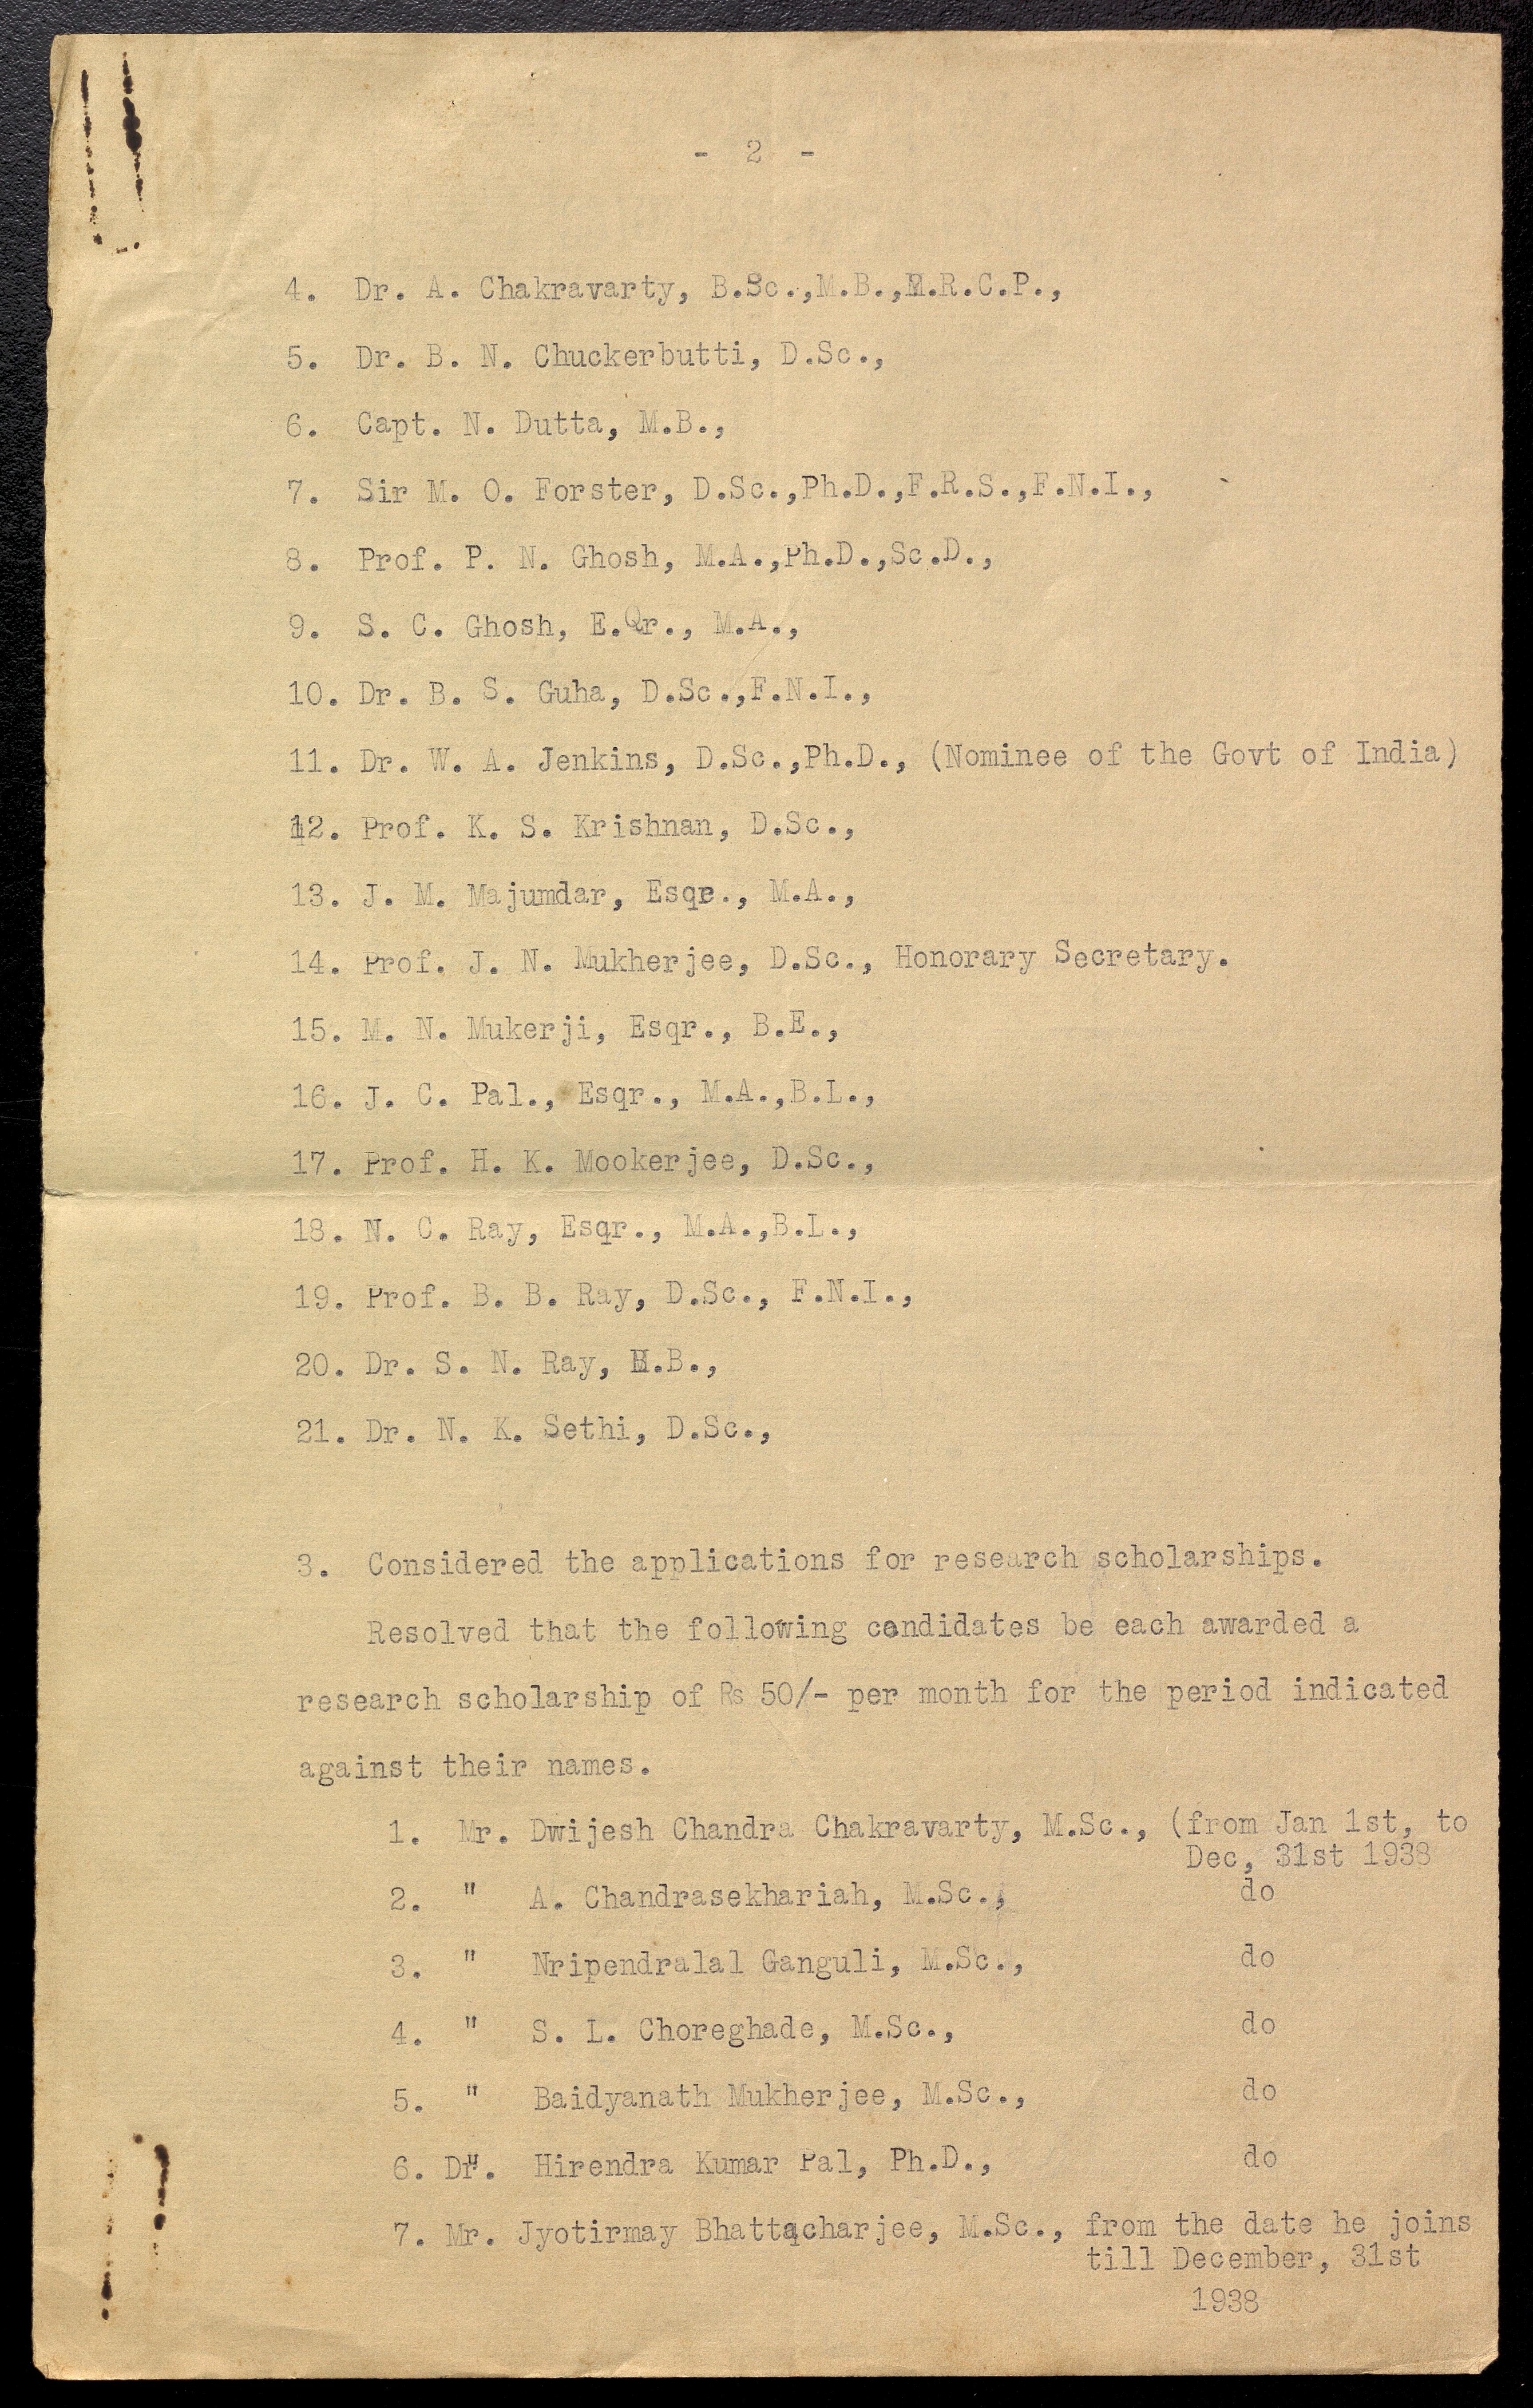 - 2 -
4. Dr. A. Chakravarty, B.Sc.,M.B.,M.R.C.P.,
5. Dr. B. N. Chuckerbutti, D.Sc.,
6. Capt. N. Dutta, M.B.,
7. Sir M. O. Forster, D.Sc.,Ph.D.,F.R.S.,F.N.I.,
8. Prof. P. N. Ghosh, M.A.,Ph.D.,Sc.D.,
9. S. C. Ghosh, E.Qr., M.A.,
10. Dr. B. S. Guha, D.Sc.,F.N.I.,
11. Dr. W. A. Jenkins, D.Sc.,Ph.D., (Nominee of the Govt of India)
12. Prof. K. S. Krishnan, D.Sc.,
13. J. M. Majumdar, Esqr., M.A.,
14. Prof. J. N. Mukherjee, D.Sc., Honorary Secretary.
15. M. N. Mukerji, Esqr., B.E.,
16. J. C. Pal., Esqr., M.A.,B.L.,
17. Prof. H. K. Mookerjee, D.Sc.,
18. N. C. Ray, Esqr., M.A.,B.L.,
19. Prof. B. B. Ray, D.Sc., F.N.I.,
20. Dr. S. N. Ray,
21. Dr. N. K. Sethi, D.Sc.,
3. Considered the applications for research scholarships.
Resolved that the following candidates be each awarded a
research scholarship of Rs 50/- per month for the period indicated
against their names.
1. Mr. Dwijesh Chandra Chakravarty, M.Sc., (from Jan 1st, to
Dec, 31st 1938
2. " A. Chandrasekhariah, M.Sc., do
3. " Nripendralal Ganguli, M.Sc., do
4. " S. L. Choreghade, M.Sc., do
5. " Baidyanath Mukherjee, M.Sc., do
6. Dr. Hirendra Kumar Pal, Ph.D., do
7. Mr. Jyotirmay Bhattacharjee, M.Sc., from the date he joins
till December, 31st
1938